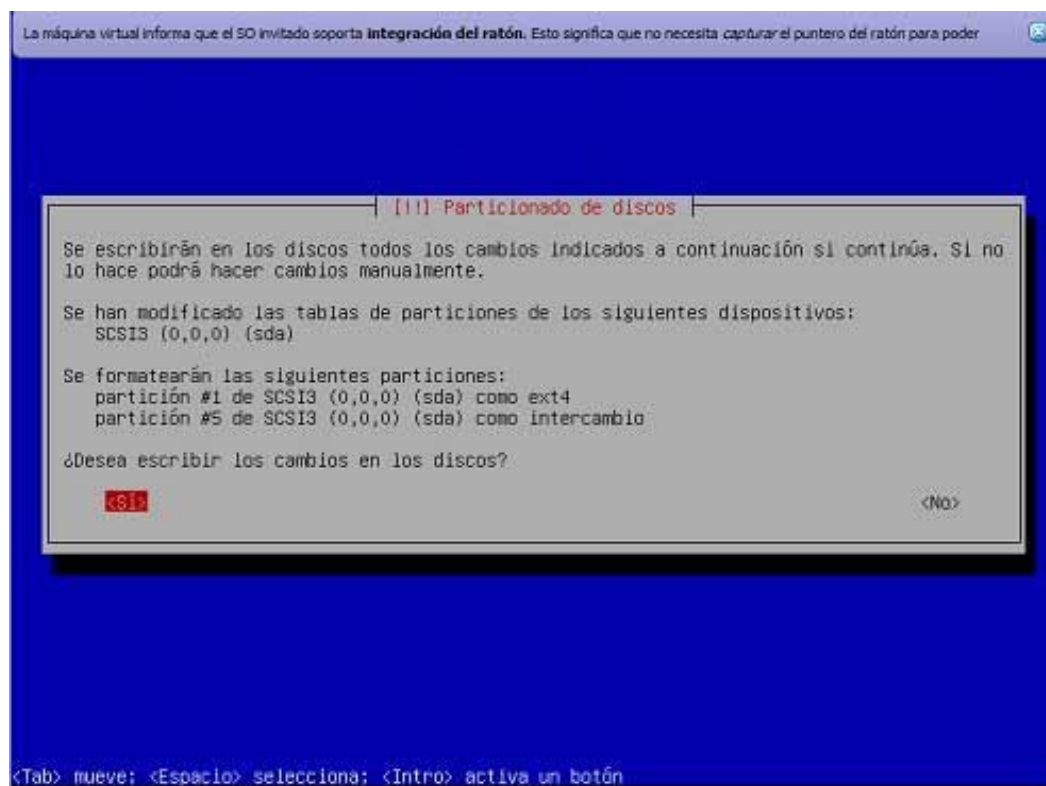 La máquina virtual informa que el SO invitado soporta integración del ratón. Esto significa que no necesita capturar el puntero del ratón para poder
[!!] Particionado de discos
Se escribirán en los discos todos los cambios indicados a continuación si continúa. Si no
lo hace podrá hacer cambios manualmente.
Se han modificado las tablas de particiones de los siguientes dispositivos:
SCSI3 (0,0,0) (sda)
Se formatearán las siguientes particiones:
partición #1 de SCSI3 (0,0,0) (sda) como ext4
partición #5 de SCSI3 (0,0,0) (sda) como intercambio
¿Desea escribir los cambios en los discos?
<Sí> <No>
<Tab> mueve; <Espacio> selecciona; <Intro> activa un botón